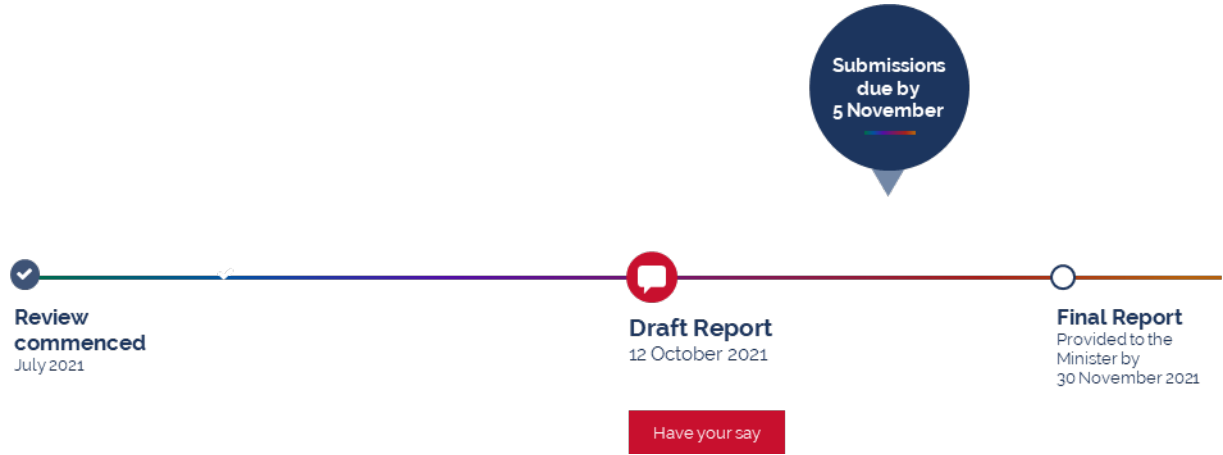 Submissions
due by
5 November
Review
commenced
July 2021
Draft Report
12 October 2021
Have your say
Final Report
Provided to the
Minister by
30 November 2021